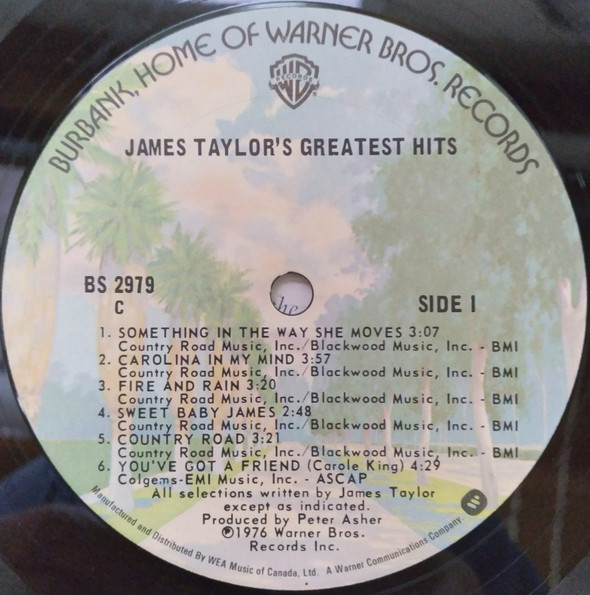 BURBANK, HOME OF WARNER BROS. RECORDS
RECORDS
JAMES TAYLOR'S GREATEST HITS
BS 2979
C
SIDE I
he
1. SOMETHING IN THE WAY SHE MOVES 3:07
Country Road Music, Inc./Blackwood Music, Inc. - BMI
2. CAROLINA IN MY MIND 3:57
Country Road Music, Inc./Blackwood Music, Inc. - BMI
3. FIRE AND RAIN 3:20
Country Road Music, Inc./Blackwood Music, Inc. - BMI
4. SWEET BABY JAMES 2:48
Country Road Music, Inc./Blackwood Music, Inc. - BMI
5. COUNTRY ROAD 3:21
Country Road Music, Inc./Blackwood Music, Inc. - BMI
6. YOU'VE GOT A FRIEND (Carole King) 4:29
Colgems-EMI Music, Inc. - ASCAP
All selections written by James Taylor
except as indicated.
Produced by Peter Asher
℗1976 Warner Bros.
Records Inc.
Manufactured and Distributed By WEA Music of Canada, Ltd. A Warner Communications Company.